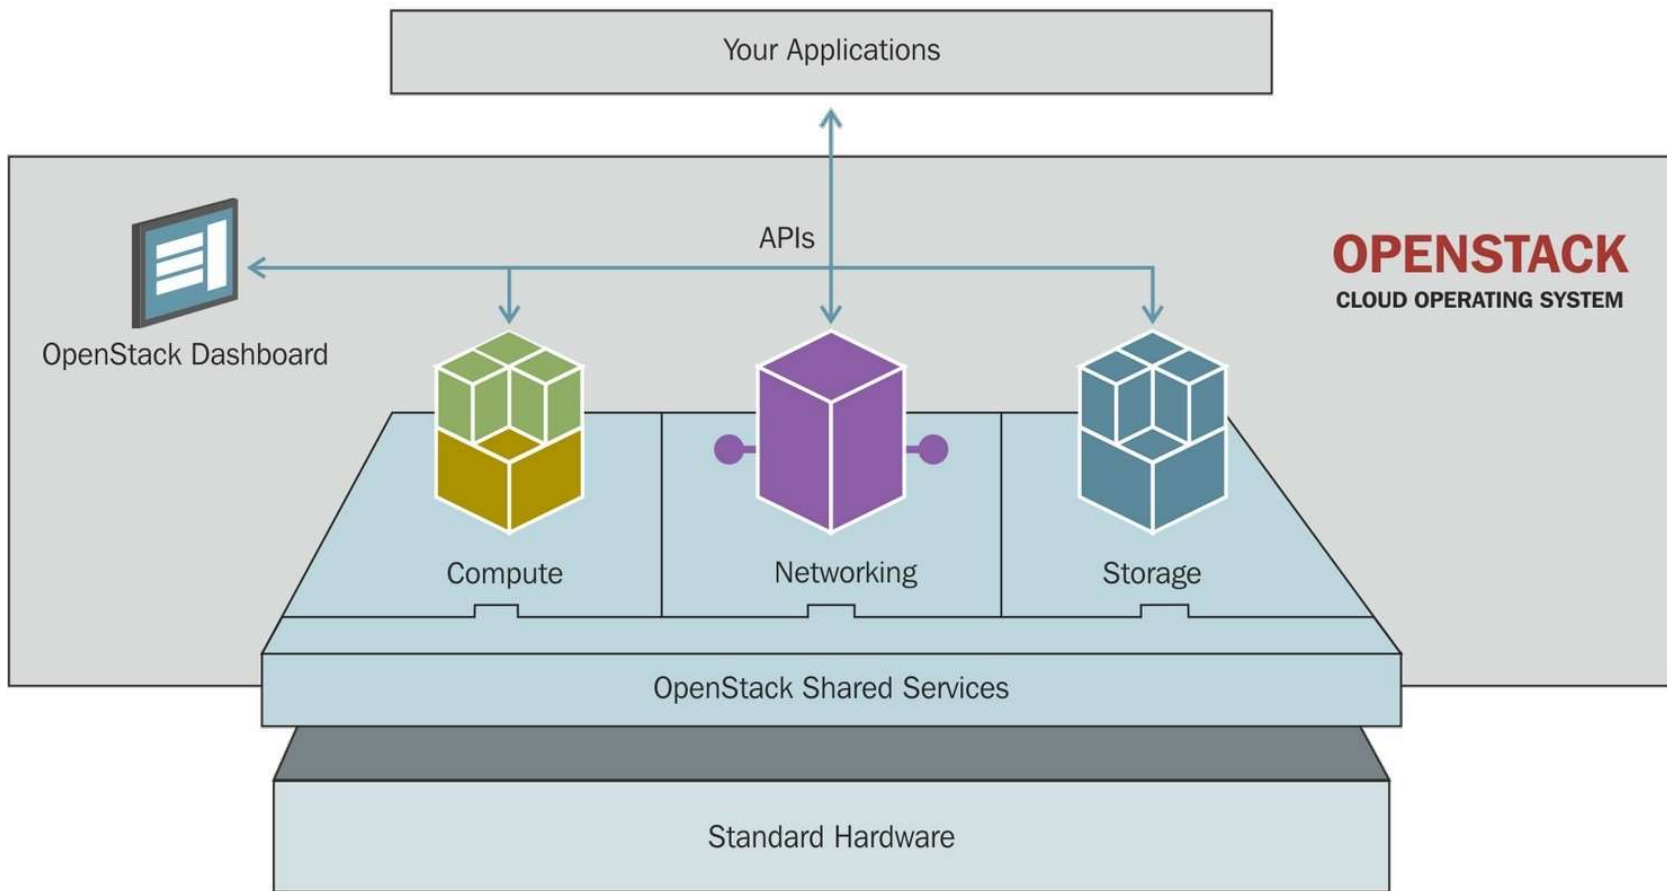 Your Applications
APIs
OPENSTACK
CLOUD OPERATING SYSTEM
OpenStack Dashboard
Compute
Networking
Storage
OpenStack Shared Services
Standard Hardware